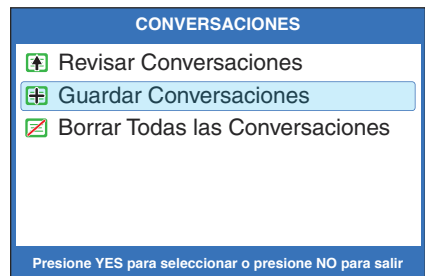 CONVERSACIONES
Revisar Conversaciones
Guardar Conversaciones
Borrar Todas las Conversaciones
Presione YES para seleccionar o presione NO para salir